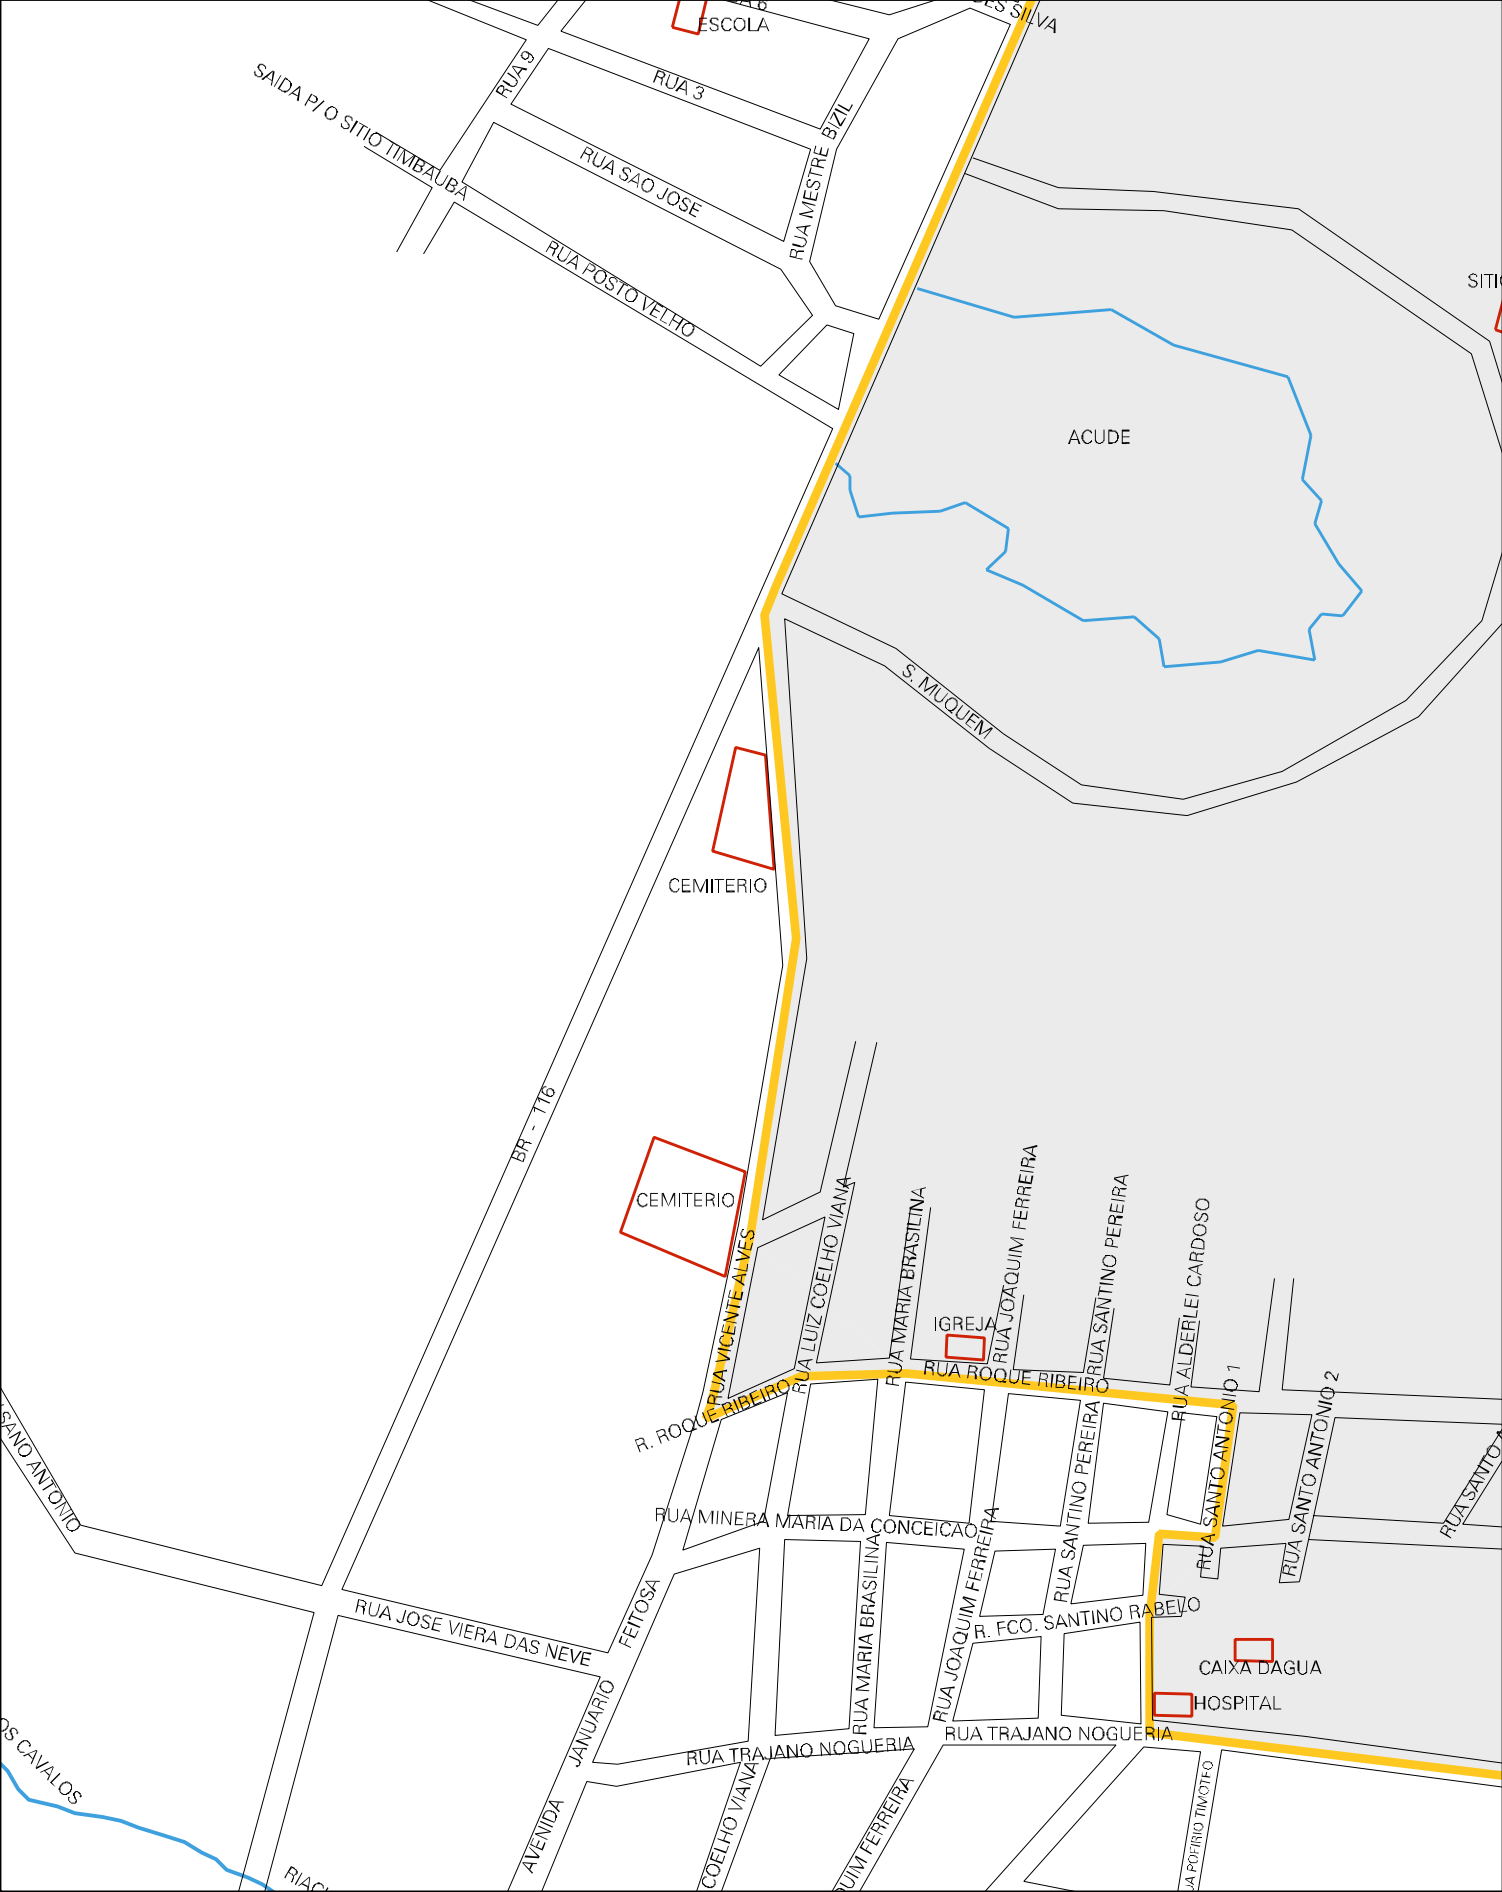 ESCOLA
SILVA
RUA 9
RUA 3
SAIDA P/ O SITIO TIMBAUBA
RUA MESTRE BIZIL
RUA SAO JOSE
RUA POSTO VELHO
ACUDE
S. MUQUEM
CEMITERIO
BR - 116
CEMITERIO
RUA VICENTE ALVES
RUA LUIZ COELHO VIANA
RUA MARIA BRASILINA
IGREJA
RUA JOAQUIM FERREIRA
RUA SANTINO PEREIRA
RUA ALDERLEI CARDOSO
RUA ROQUE RIBEIRO
R. ROQUE RIBEIRO
RUA SANTO ANTONIO 1
RUA SANTO ANTONIO 2
RUA SANTO
ANTONIO
RUA MINERA MARIA DA CONCEICAO
RUA SANTINO PEREIRA
RUA MARIA BRASILINA
RUA JOAQUIM FERREIRA
RUA JOSE VIERA DAS NEVE
AVENIDA JANUARIO FEITOSA
R. FCO. SANTINO RABELO
CAIXA DAGUA
HOSPITAL
RUA TRAJANO NOGUERIA
RUA TRAJANO NOGUERIA
CAVALOS
COELHO VIANA
FERREIRA
POFIRIO TIMOTEO